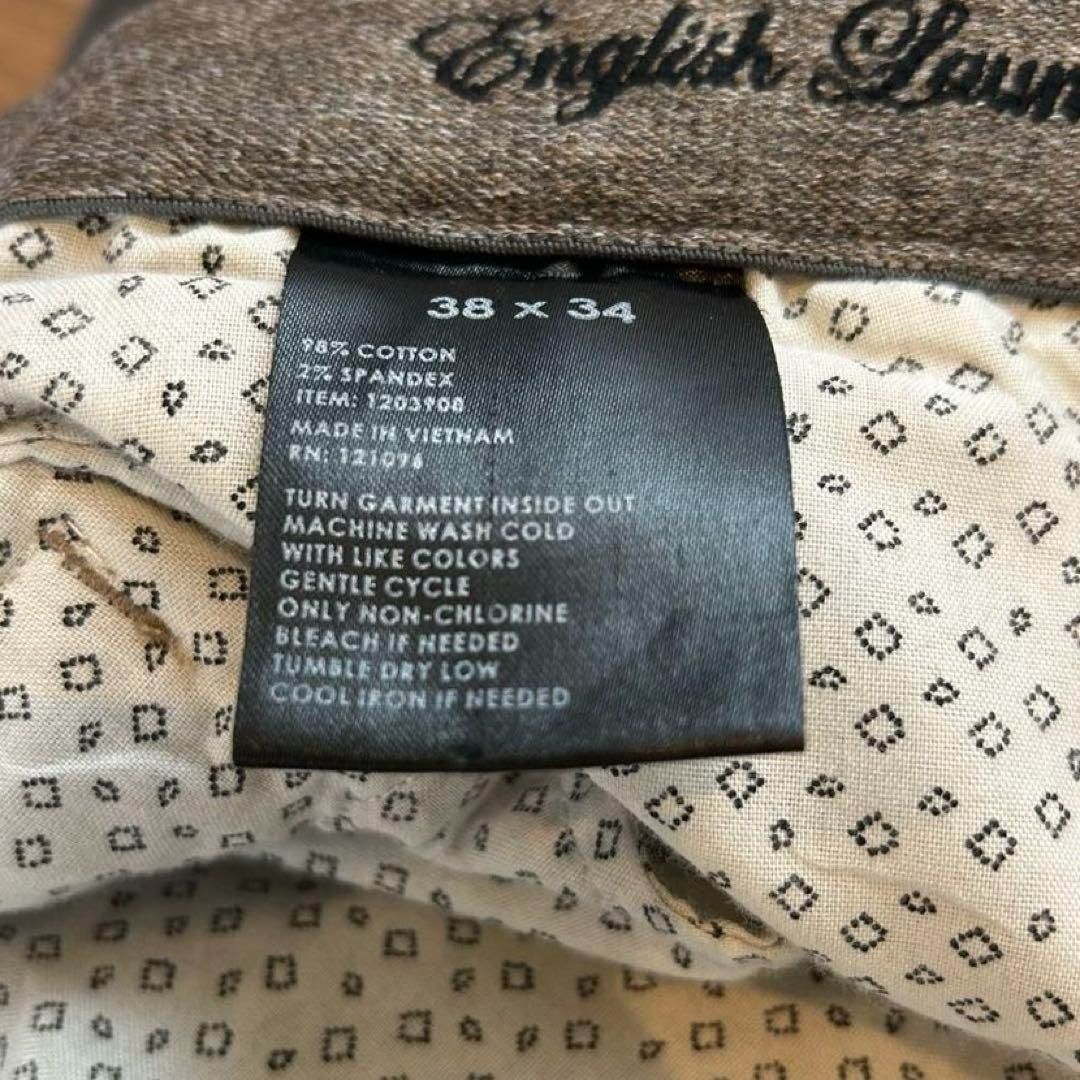 English Laun
38 x 34
98% COTTON
2% SPANDEX
ITEM: 1203908
MADE IN VIETNAM
RN: 121096
TURN GARMENT INSIDE OUT
MACHINE WASH COLD
WITH LIKE COLORS
GENTLE CYCLE
ONLY NON-CHLORINE
BLEACH IF NEEDED
TUMBLE DRY LOW
COOL IRON IF NEEDED